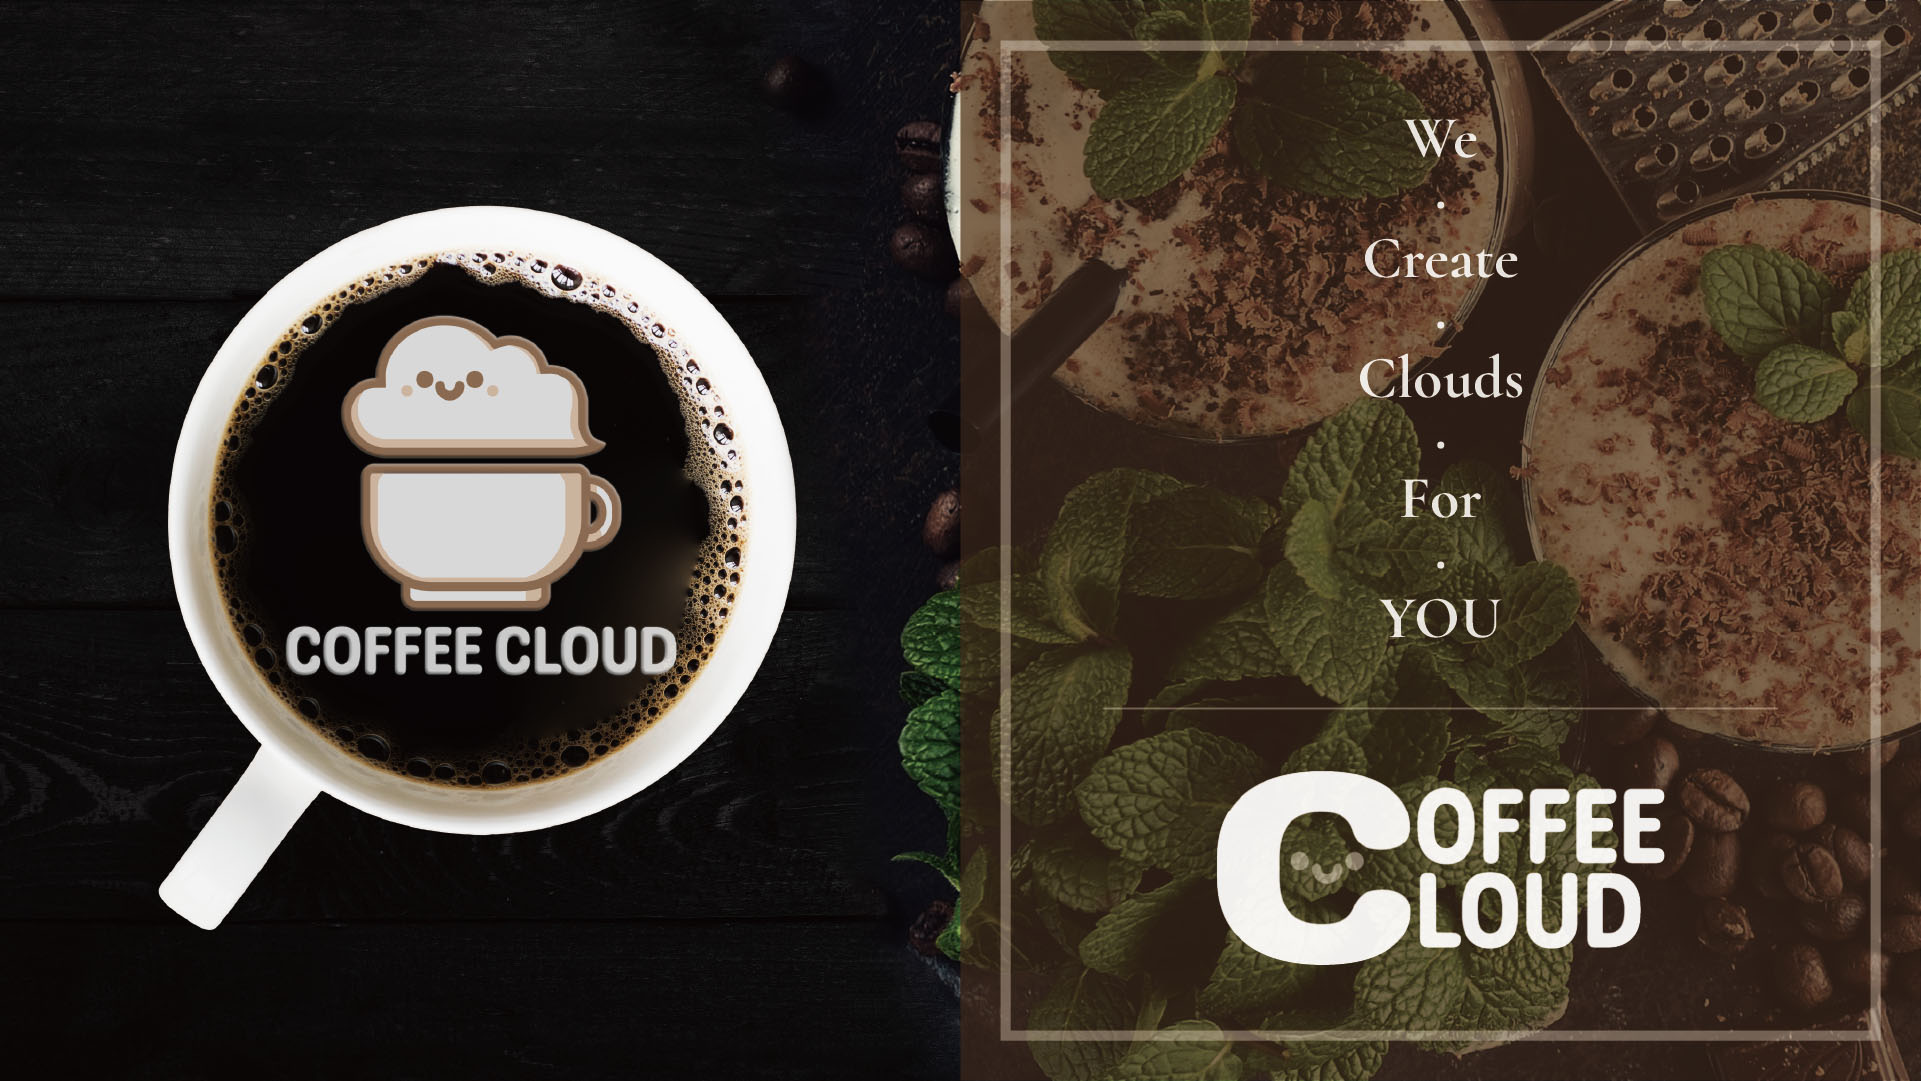 COFFEE CLOUD
We
·
Create
·
Clouds
·
For
·
YOU
COFFEE
CLOUD